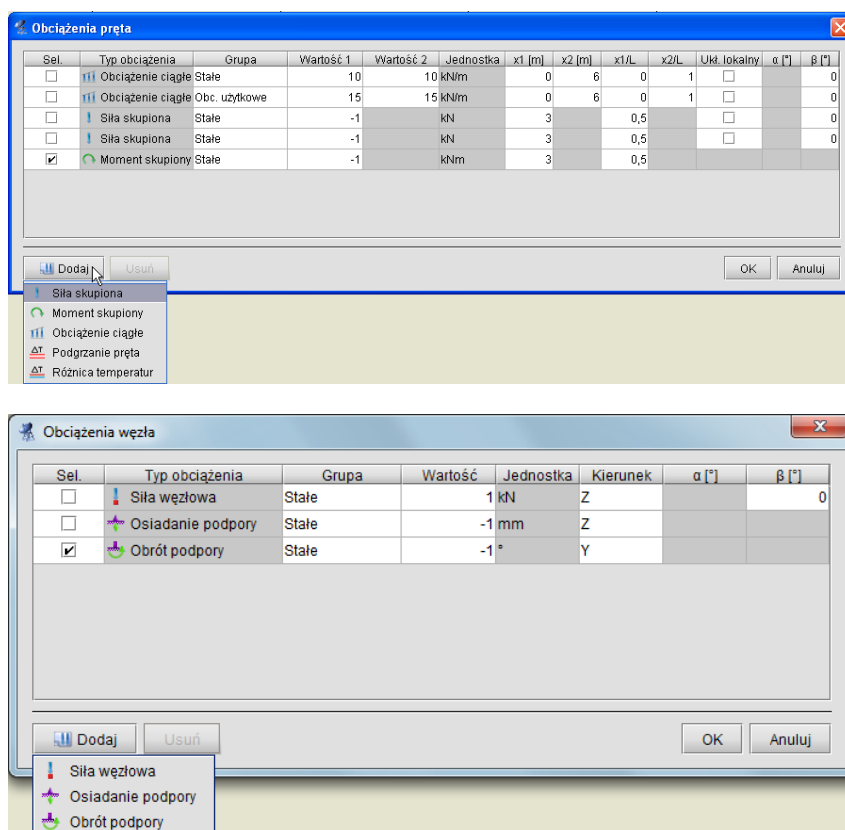 Obciążenia pręta
Sel. Typ obciążenia Grupa Wartość 1 Wartość 2 Jednostka x1 [m] x2 [m] x1/L x2/L Ukł. lokalny α [°] β [°]
Obciążenie ciągłe Stałe 10 10 kN/m 0 6 0 1 0
Obciążenie ciągłe Obc. użytkowe 15 15 kN/m 0 6 0 1 0
Siła skupiona Stałe -1 kN 3 0,5 0
Siła skupiona Stałe -1 kN 3 0,5 0
Moment skupiony Stałe -1 kNm 3 0,5
Dodaj Usuń OK Anuluj
Siła skupiona
Moment skupiony
Obciążenie ciągłe
ΔT Podgrzanie pręta
ΔT Różnica temperatur
Obciążenia węzła
Sel. Typ obciążenia Grupa Wartość Jednostka Kierunek α [°] β [°]
Siła węzłowa Stałe 1 kN Z 0
Osiadanie podpory Stałe -1 mm Z
Obrót podpory Stałe -1 ° Y
Dodaj Usuń OK Anuluj
Siła węzłowa
Osiadanie podpory
Obrót podpory